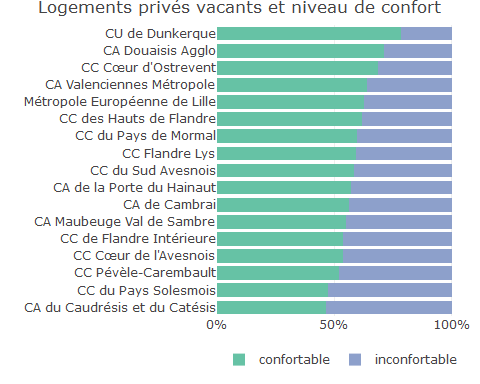 Logements privés vacants et niveau de confort
CU de Dunkerque
CA Douaisis Agglo
CC Cœur d'Ostrevent
CA Valenciennes Métropole
Métropole Européenne de Lille
CC des Hauts de Flandre
CC du Pays de Mormal
CC Flandre Lys
CC du Sud Avesnois
CA de la Porte du Hainaut
CA de Cambrai
CA Maubeuge Val de Sambre
CC de Flandre Intérieure
CC Cœur de l'Avesnois
CC Pévèle-Carembault
CC du Pays Solesmois
CA du Caudrésis et du Catésis
0% 50% 100%
confortable inconfortable